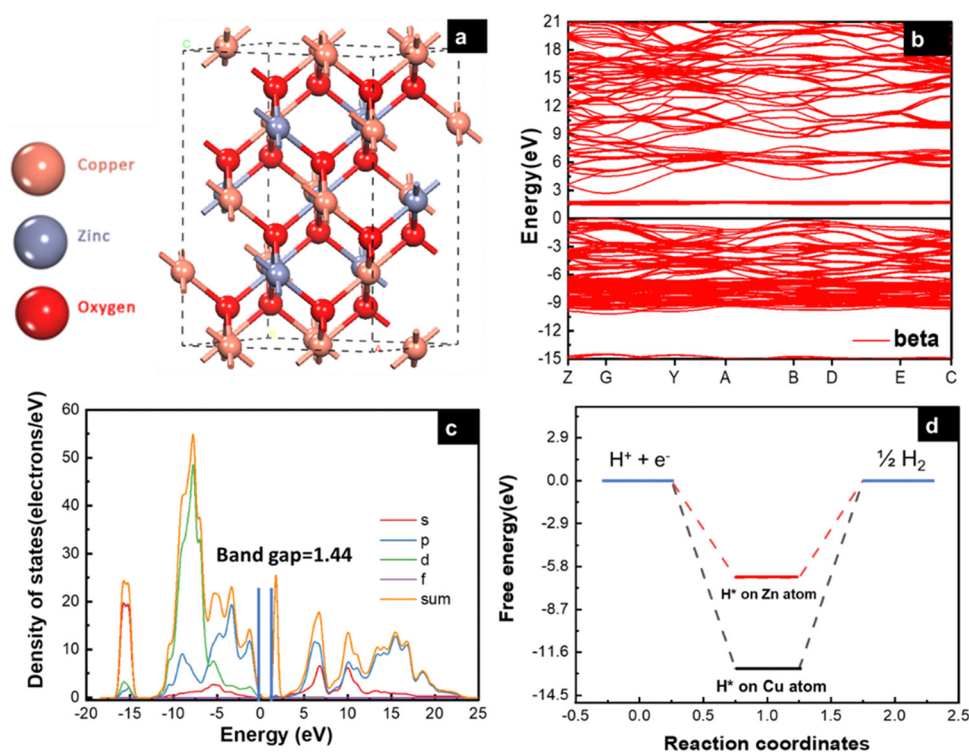 a
C
B
A
Copper
Zinc
Oxygen
b
Energy(eV)
21
18
15
12
9
6
3
0
-3
-6
-9
-12
-15
beta
Z G Y A B D E C
c
Density of states(electrons/eV)
60
50
40
30
20
10
0
Band gap=1.44
s
p
d
f
sum
-20 -15 -10 -5 0 5 10 15 20 25
Energy (eV)
d
Free energy(eV)
2.9
0.0
-2.9
-5.8
-8.7
-11.6
-14.5
H⁺ + e⁻
½ H₂
H* on Zn atom
H* on Cu atom
-0.5 0.0 0.5 1.0 1.5 2.0 2.5
Reaction coordinates